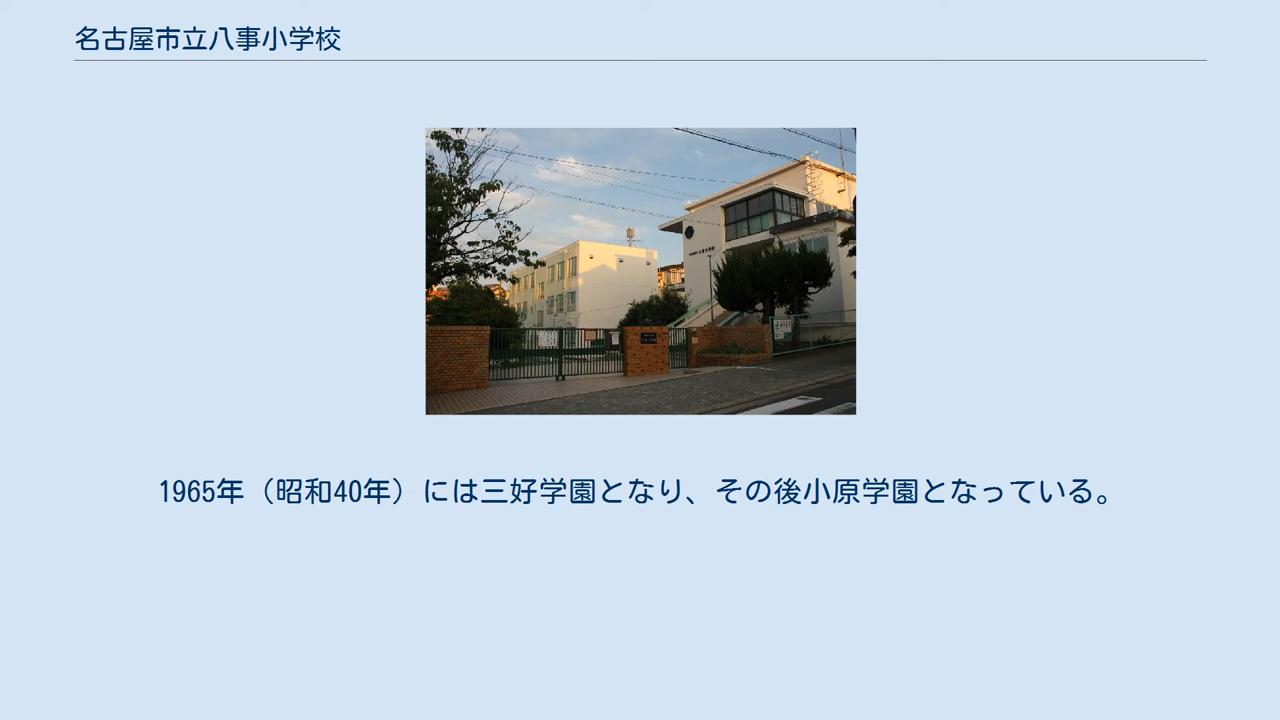 名古屋市立八事小学校
1965年（昭和40年）には三好学園となり、その後小原学園となっている。